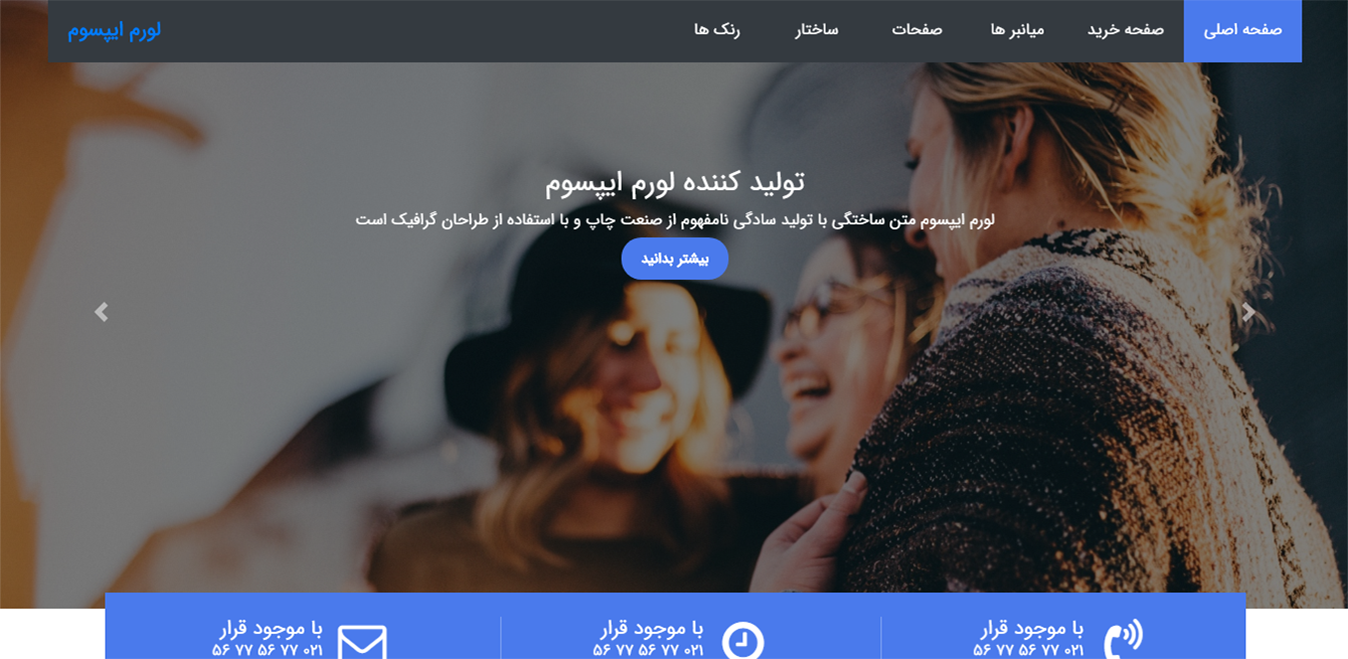 صفحه اصلی
صفحه خرید
میانبر ها
صفحات
ساختار
رنک ها
لورم ایپسوم
تولید کننده لورم ایپسوم
لورم ایپسوم متن ساختگی با تولید سادگی نامفهوم از صنعت چاپ و با استفاده از طراحان گرافیک است
بیشتر بدانید
با موجود قرار
۰۲۱ ۷۷ ۵۶ ۷۷ ۵۶
با موجود قرار
۰۲۱ ۷۷ ۵۶ ۷۷ ۵۶
با موجود قرار
۰۲۱ ۷۷ ۵۶ ۷۷ ۵۶